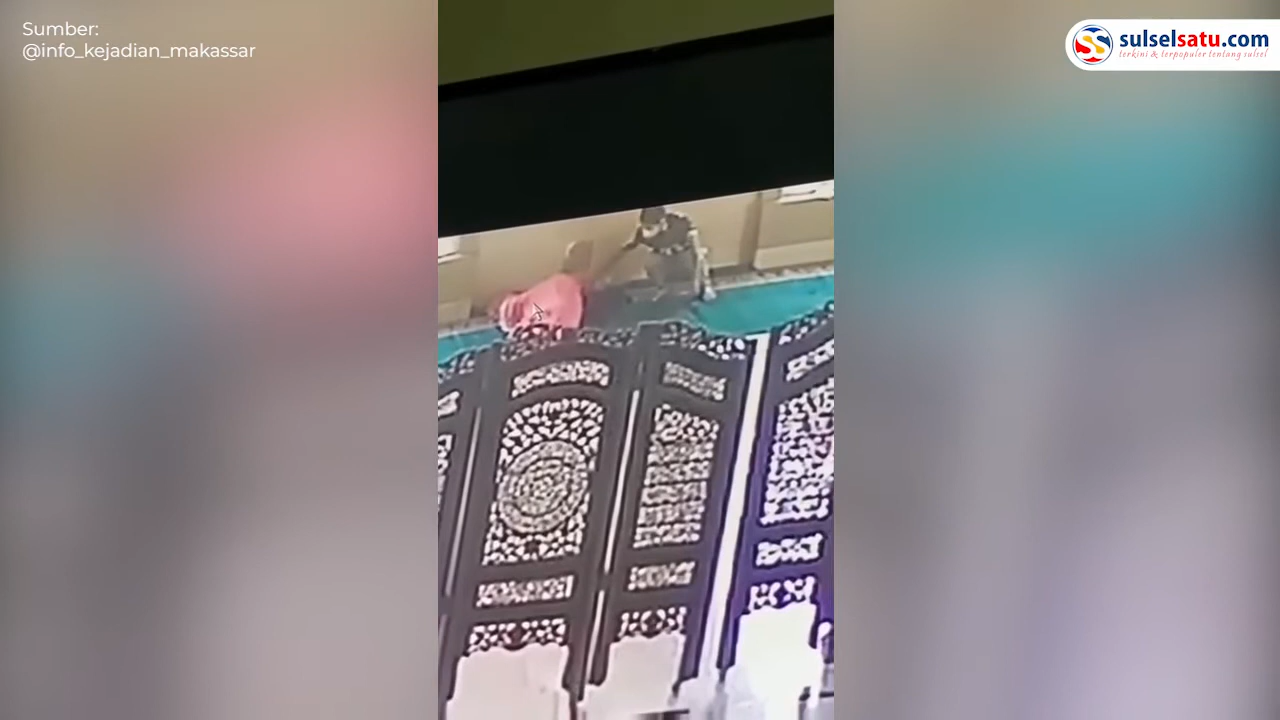 Sumber:
@info_kejadian_makassar
sulselsatu.com
terkini & terpopuler tentang sulsel